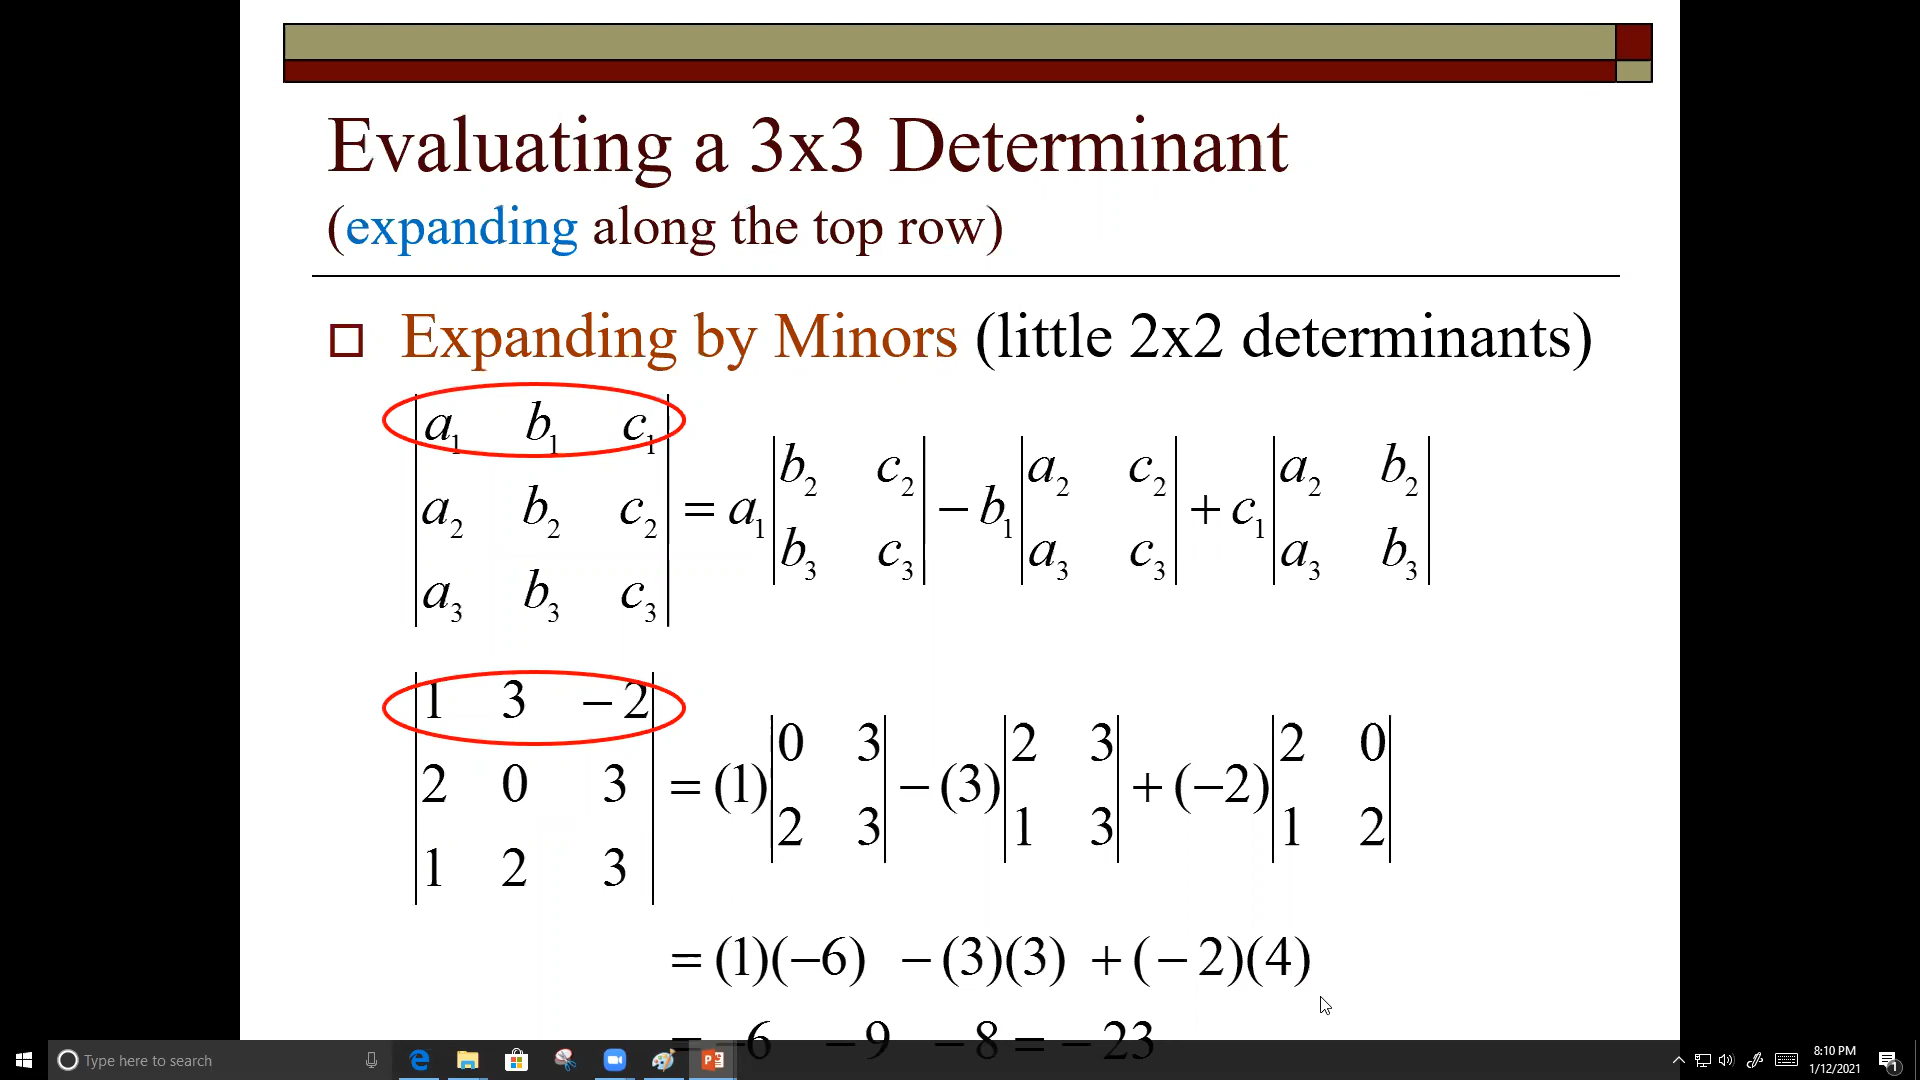 Evaluating a 3x3 Determinant
(expanding along the top row)
Expanding by Minors (little 2x2 determinants)
|a₁ b₁ c₁|
|a₂ b₂ c₂| = a₁ |b₂ c₂| − b₁ |a₂ c₂| + c₁ |a₂ b₂|
|a₃ b₃ c₃| |b₃ c₃| |a₃ c₃| |a₃ b₃|
|1 3 −2|
|2 0 3| = (1) |0 3| − (3) |2 3| + (−2) |2 0|
|1 2 3| |2 3| |1 3| |1 2|
= (1)(−6) − (3)(3) + (−2)(4)
= −6 − 9 − 8 = −23
Type here to search
8:10 PM
1/12/2021
1